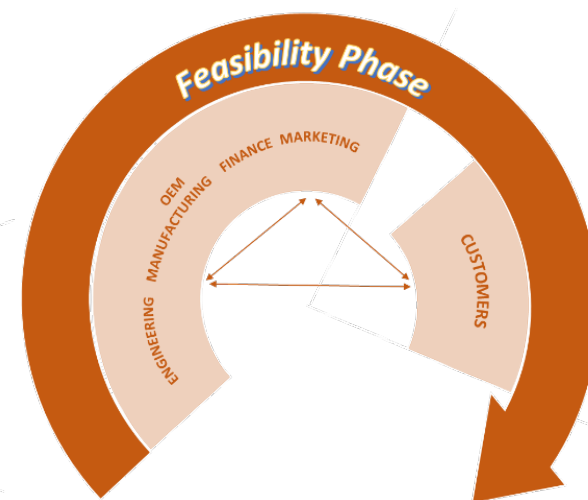 Feasibility Phase
ENGINEERING
OEM
MANUFACTURING
FINANCE
MARKETING
CUSTOMERS